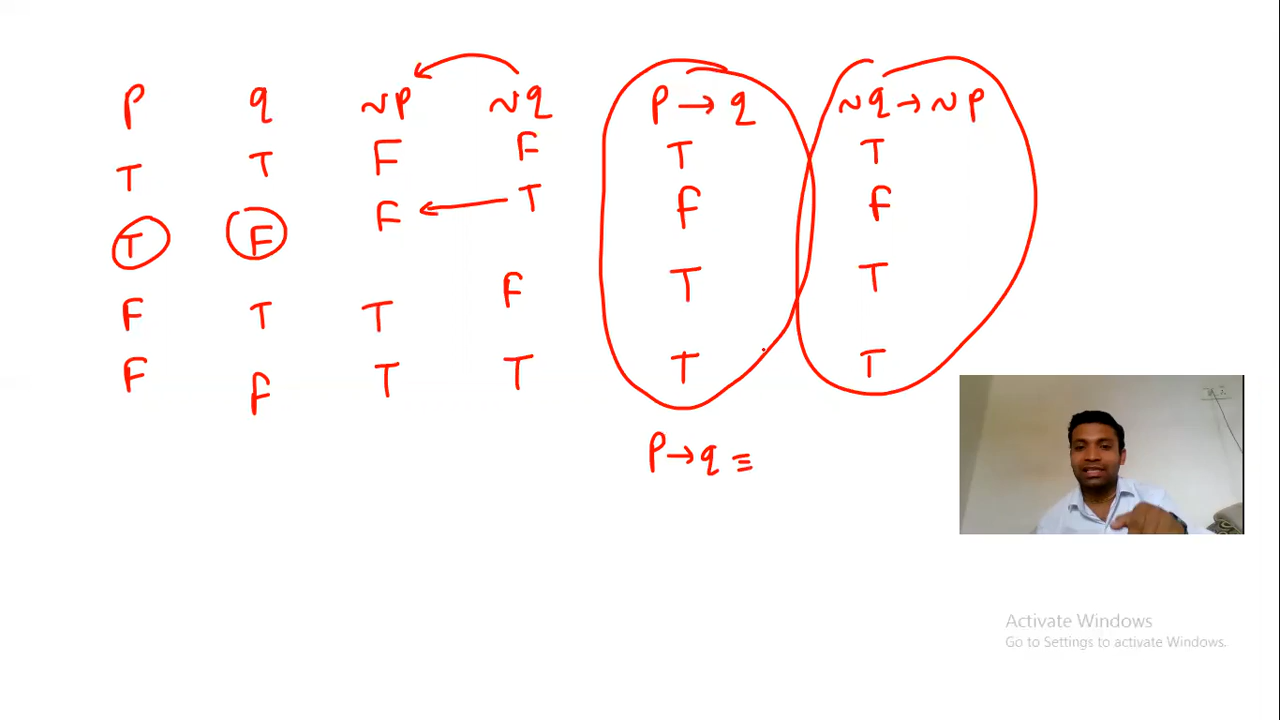 p q ~p ~q p → q ~q → ~p
T T F F T T
T F F T F F
F T T F T T
F F T T T T
p → q ≡
Activate Windows
Go to Settings to activate Windows.